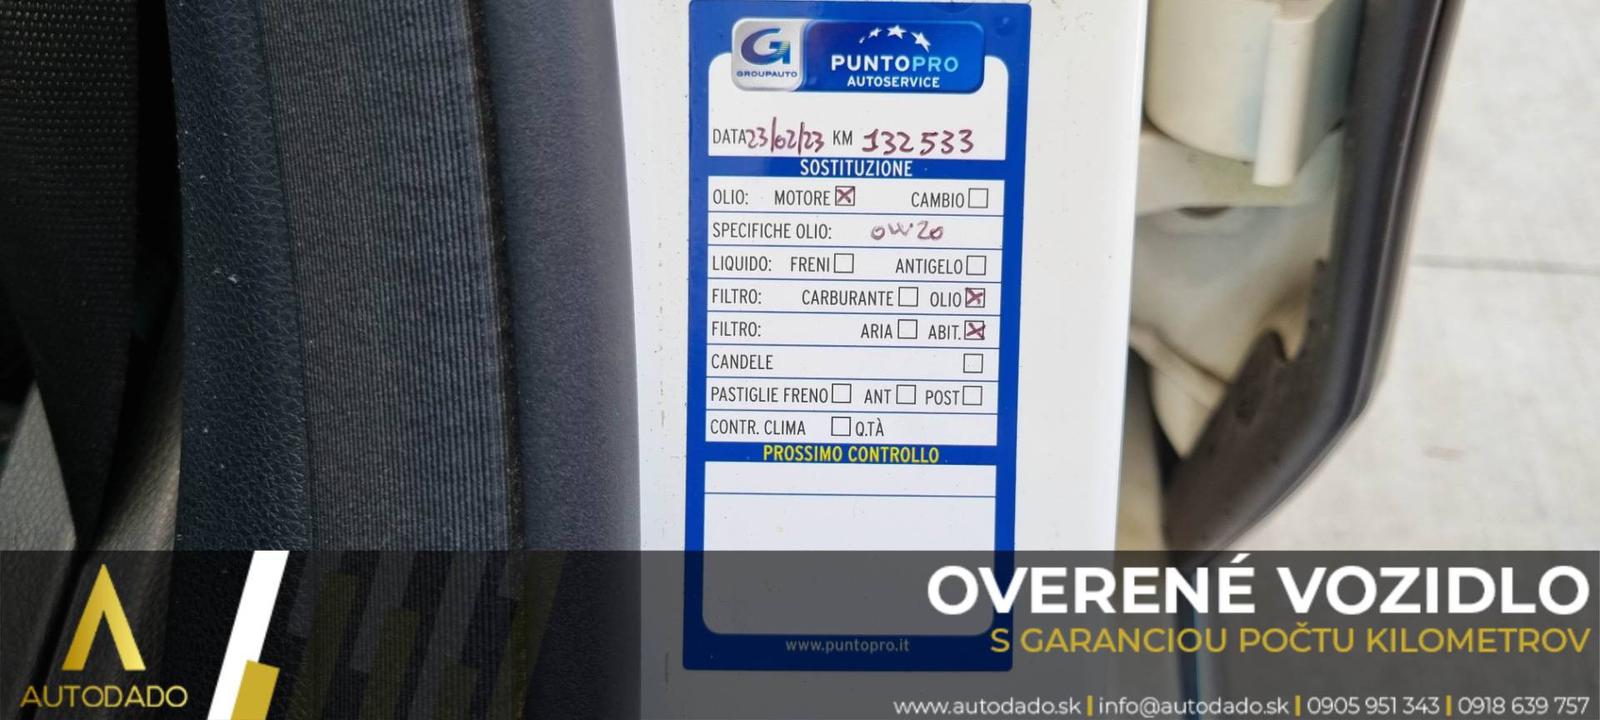 GROUPAUTO
PUNTOPRO
AUTOSERVICE
DATA 23/02/23 KM 132533
SOSTITUZIONE
OLIO: MOTORE CAMBIO
SPECIFICHE OLIO: 0W20
LIQUIDO: FRENI ANTIGELO
FILTRO: CARBURANTE OLIO
FILTRO: ARIA ABIT.
CANDELE
PASTIGLIE FRENO ANT POST
CONTR. CLIMA Q.TÀ
PROSSIMO CONTROLLO
www.puntopro.it
AUTODADO
OVERENÉ VOZIDLO
S GARANCIOU POČTU KILOMETROV
www.autodado.sk | info@autodado.sk | 0905 951 343 | 0918 639 757